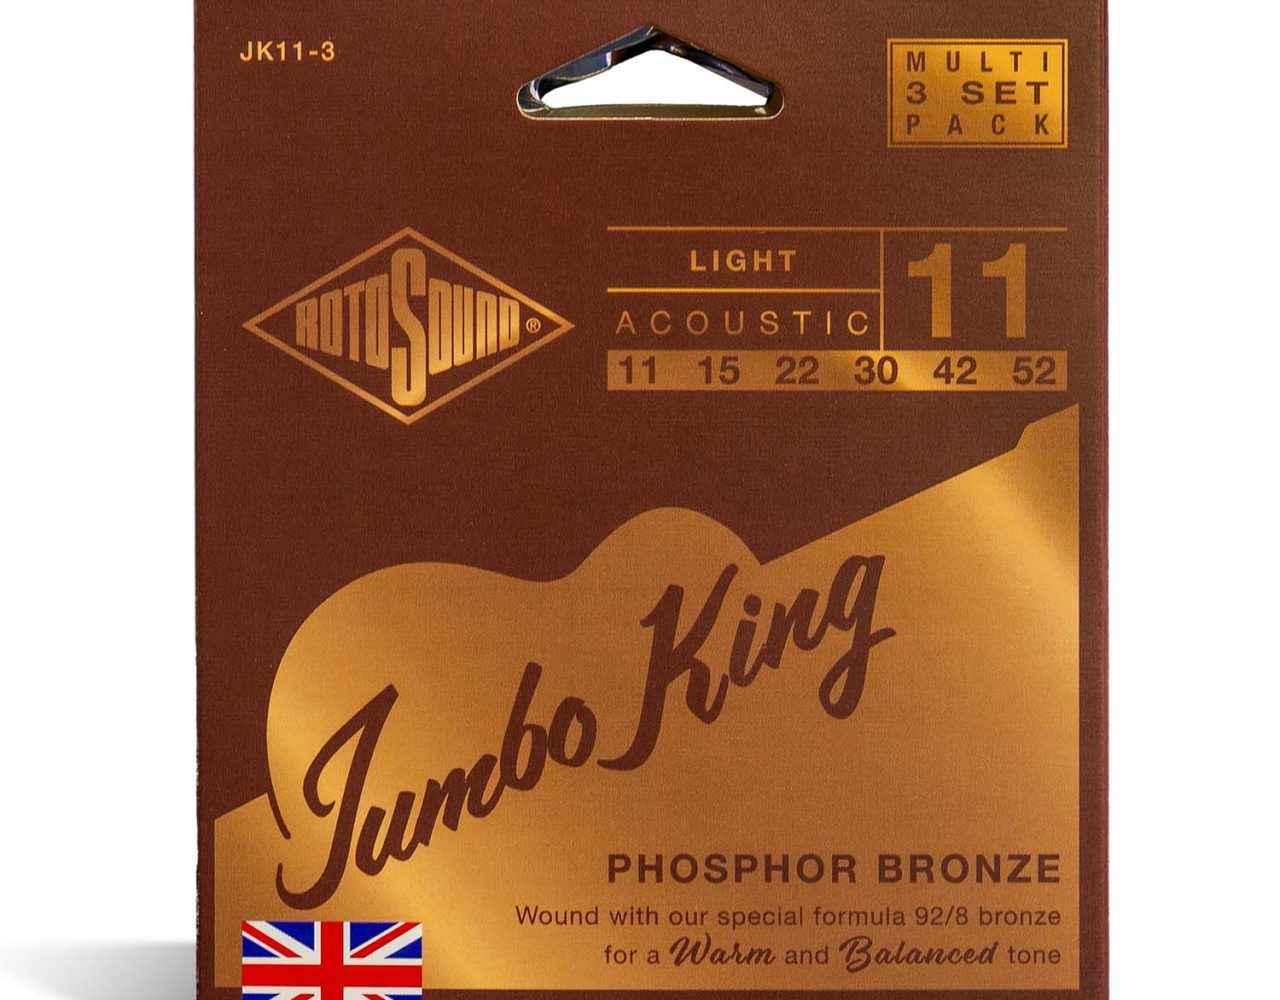 JK11-3
MULTI
3 SET
PACK
ROTOSOUND®
LIGHT
ACOUSTIC
11
11 15 22 30 42 52
Jumbo King
PHOSPHOR BRONZE
Wound with our special formula 92/8 bronze
for a Warm and Balanced tone